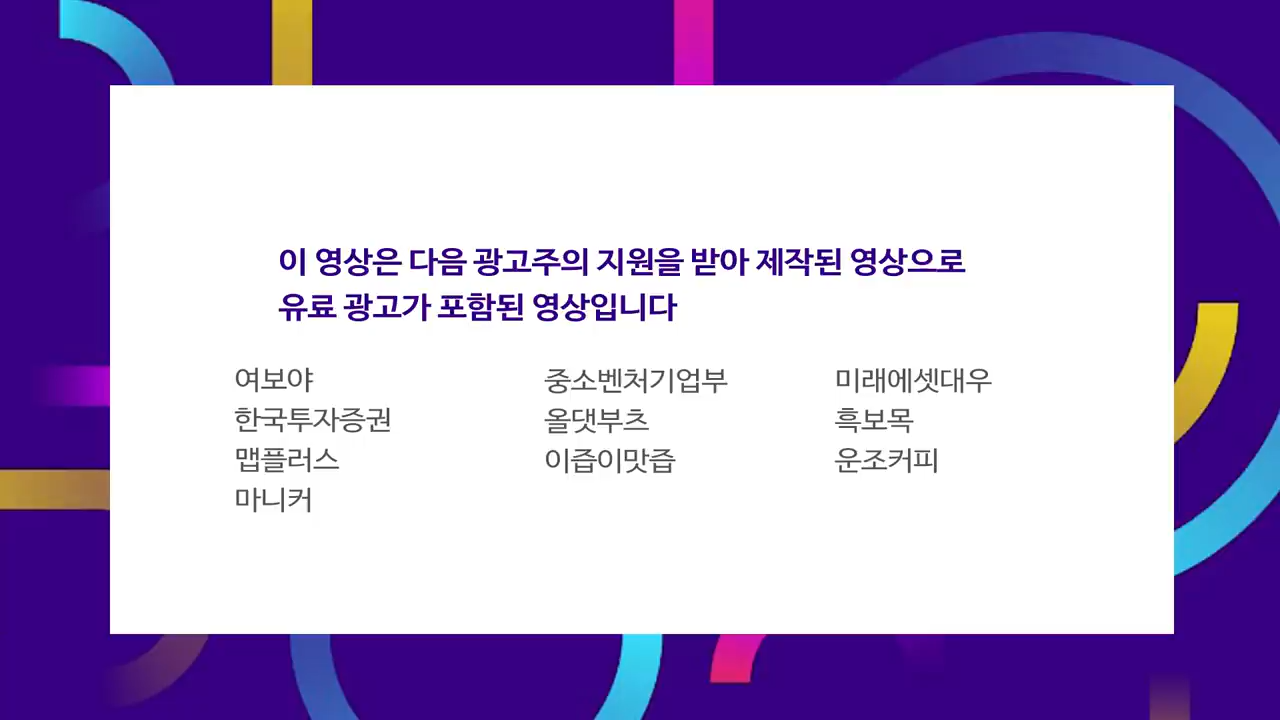 이 영상은 다음 광고주의 지원을 받아 제작된 영상으로
유료 광고가 포함된 영상입니다
여보야 중소벤처기업부 미래에셋대우
한국투자증권 올댓부츠 흑보목
맵플러스 이즙이맛즙 운조커피
마니커